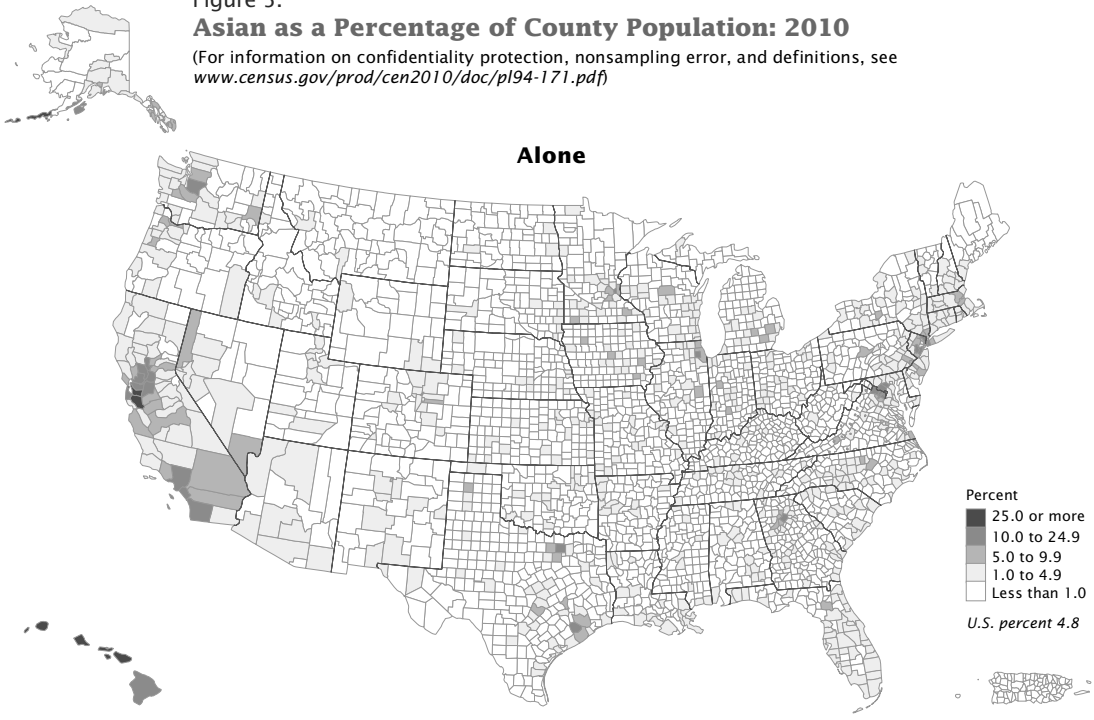 Figure 5.
Asian as a Percentage of County Population: 2010
(For information on confidentiality protection, nonsampling error, and definitions, see
www.census.gov/prod/cen2010/doc/pl94-171.pdf)
Alone
Percent
25.0 or more
10.0 to 24.9
5.0 to 9.9
1.0 to 4.9
Less than 1.0
U.S. percent 4.8